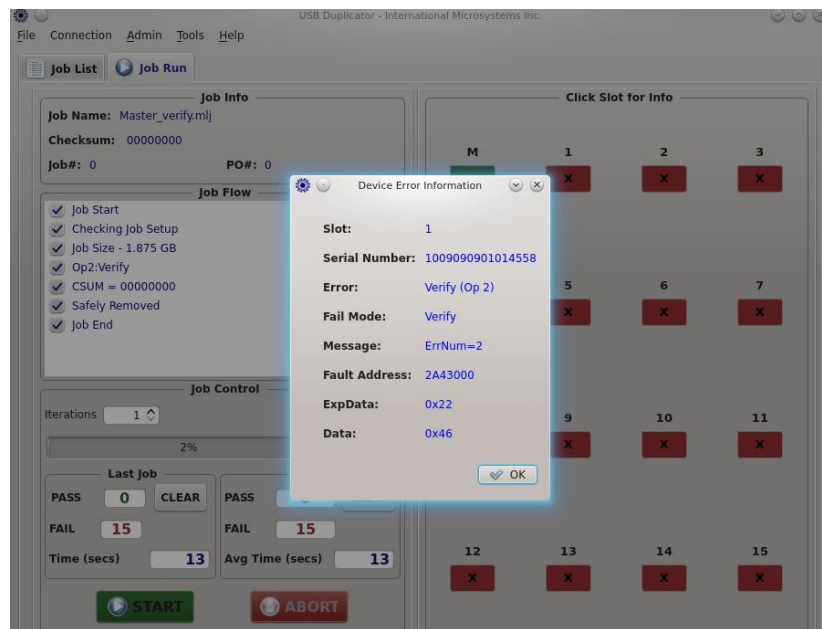 USB Duplicator - International Microsystems Inc.
File Connection Admin Tools Help
Job List Job Run
Job Info
Job Name: Master_verify.mlj
Checksum: 00000000
Job#: 0 PO#: 0
Job Flow
Job Start
Checking Job Setup
Job Size - 1.875 GB
Op2:Verify
CSUM = 00000000
Safely Removed
Job End
Job Control
Iterations 1
2%
Last Job
PASS 0 CLEAR PASS
FAIL 15 FAIL 15
Time (secs) 13 Avg Time (secs) 13
START ABORT
Device Error Information
Slot: 1
Serial Number: 1009090901014558
Error: Verify (Op 2)
Fail Mode: Verify
Message: ErrNum=2
Fault Address: 2A43000
ExpData: 0x22
Data: 0x46
OK
Click Slot for Info
M 1 2 3
X X X
5 6 7
X X X
9 10 11
X X X
12 13 14 15
X X X X